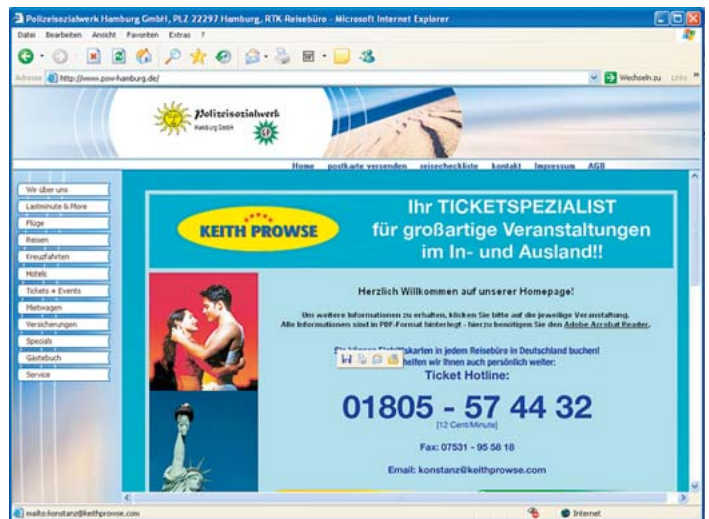 Polizeisozialwerk Hamburg GmbH, PLZ 22297 Hamburg, RTK-Reisebüro - Microsoft Internet Explorer
Datei Bearbeiten Ansicht Favoriten Extras ?
Adresse http://www.psw-hamburg.de/ Wechseln zu Links »
Polizeisozialwerk
Hamburg GmbH
Home postkarte versenden reisecheckliste kontakt Impressum AGB
Wir über uns
Lastminute & More
Flüge
Reisen
Kreuzfahrten
Hotels
Tickets + Events
Mietwagen
Versicherungen
Specials
Gästebuch
Service
KEITH PROWSE
Ihr TICKETSPEZIALIST
für großartige Veranstaltungen
im In- und Ausland!!
Herzlich Willkommen auf unserer Homepage!
Um weitere Informationen zu erhalten, klicken Sie bitte auf die jeweilige Veranstaltung.
Alle Informationen sind in PDF-Format hinterlegt - hierzu benötigen Sie den Adobe Acrobat Reader.
in jedem Reisebüro in Deutschland buchen!
helfen wir Ihnen auch persönlich weiter:
Ticket Hotline:
01805 - 57 44 32
[12 Cent/Minute]
Fax: 07531 - 95 58 18
Email: konstanz@keithprowse.com
mailto:konstanz@keithprowse.com Internet